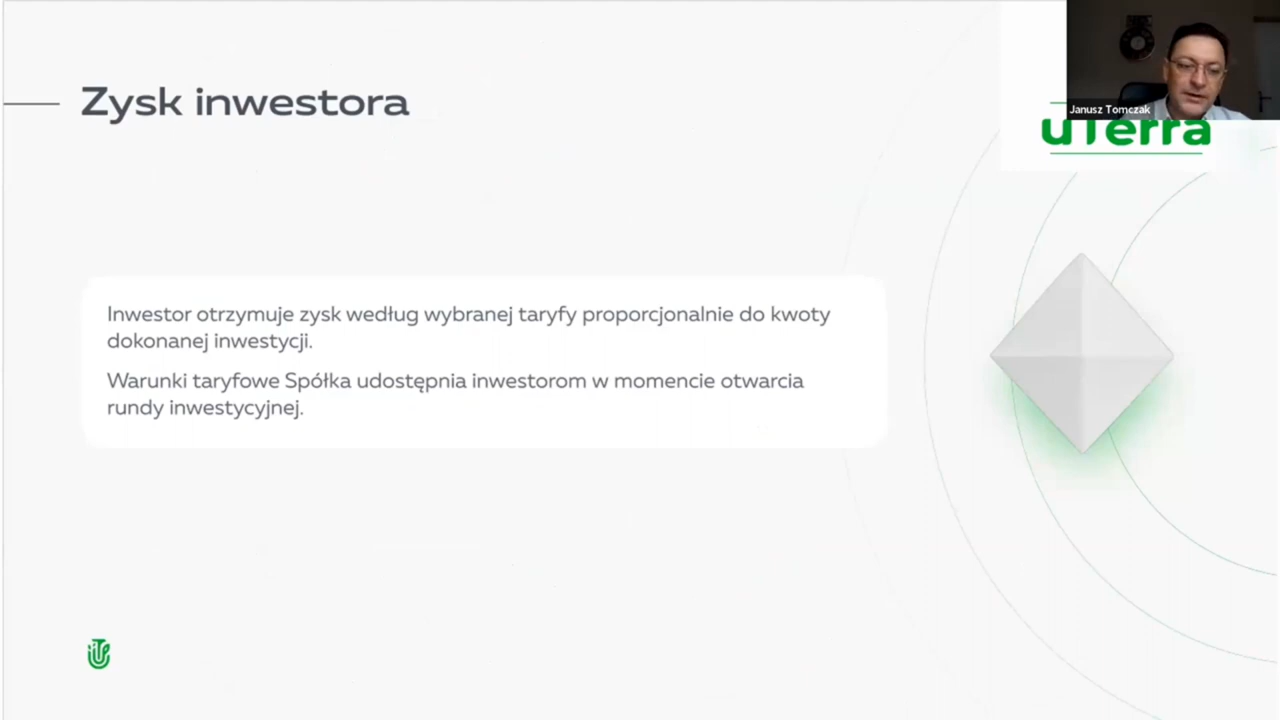 Zysk inwestora
Janusz Tomczak
uTerra
Inwestor otrzymuje zysk według wybranej taryfy proporcjonalnie do kwoty
dokonanej inwestycji.
Warunki taryfowe Spółka udostępnia inwestorom w momencie otwarcia
rundy inwestycyjnej.